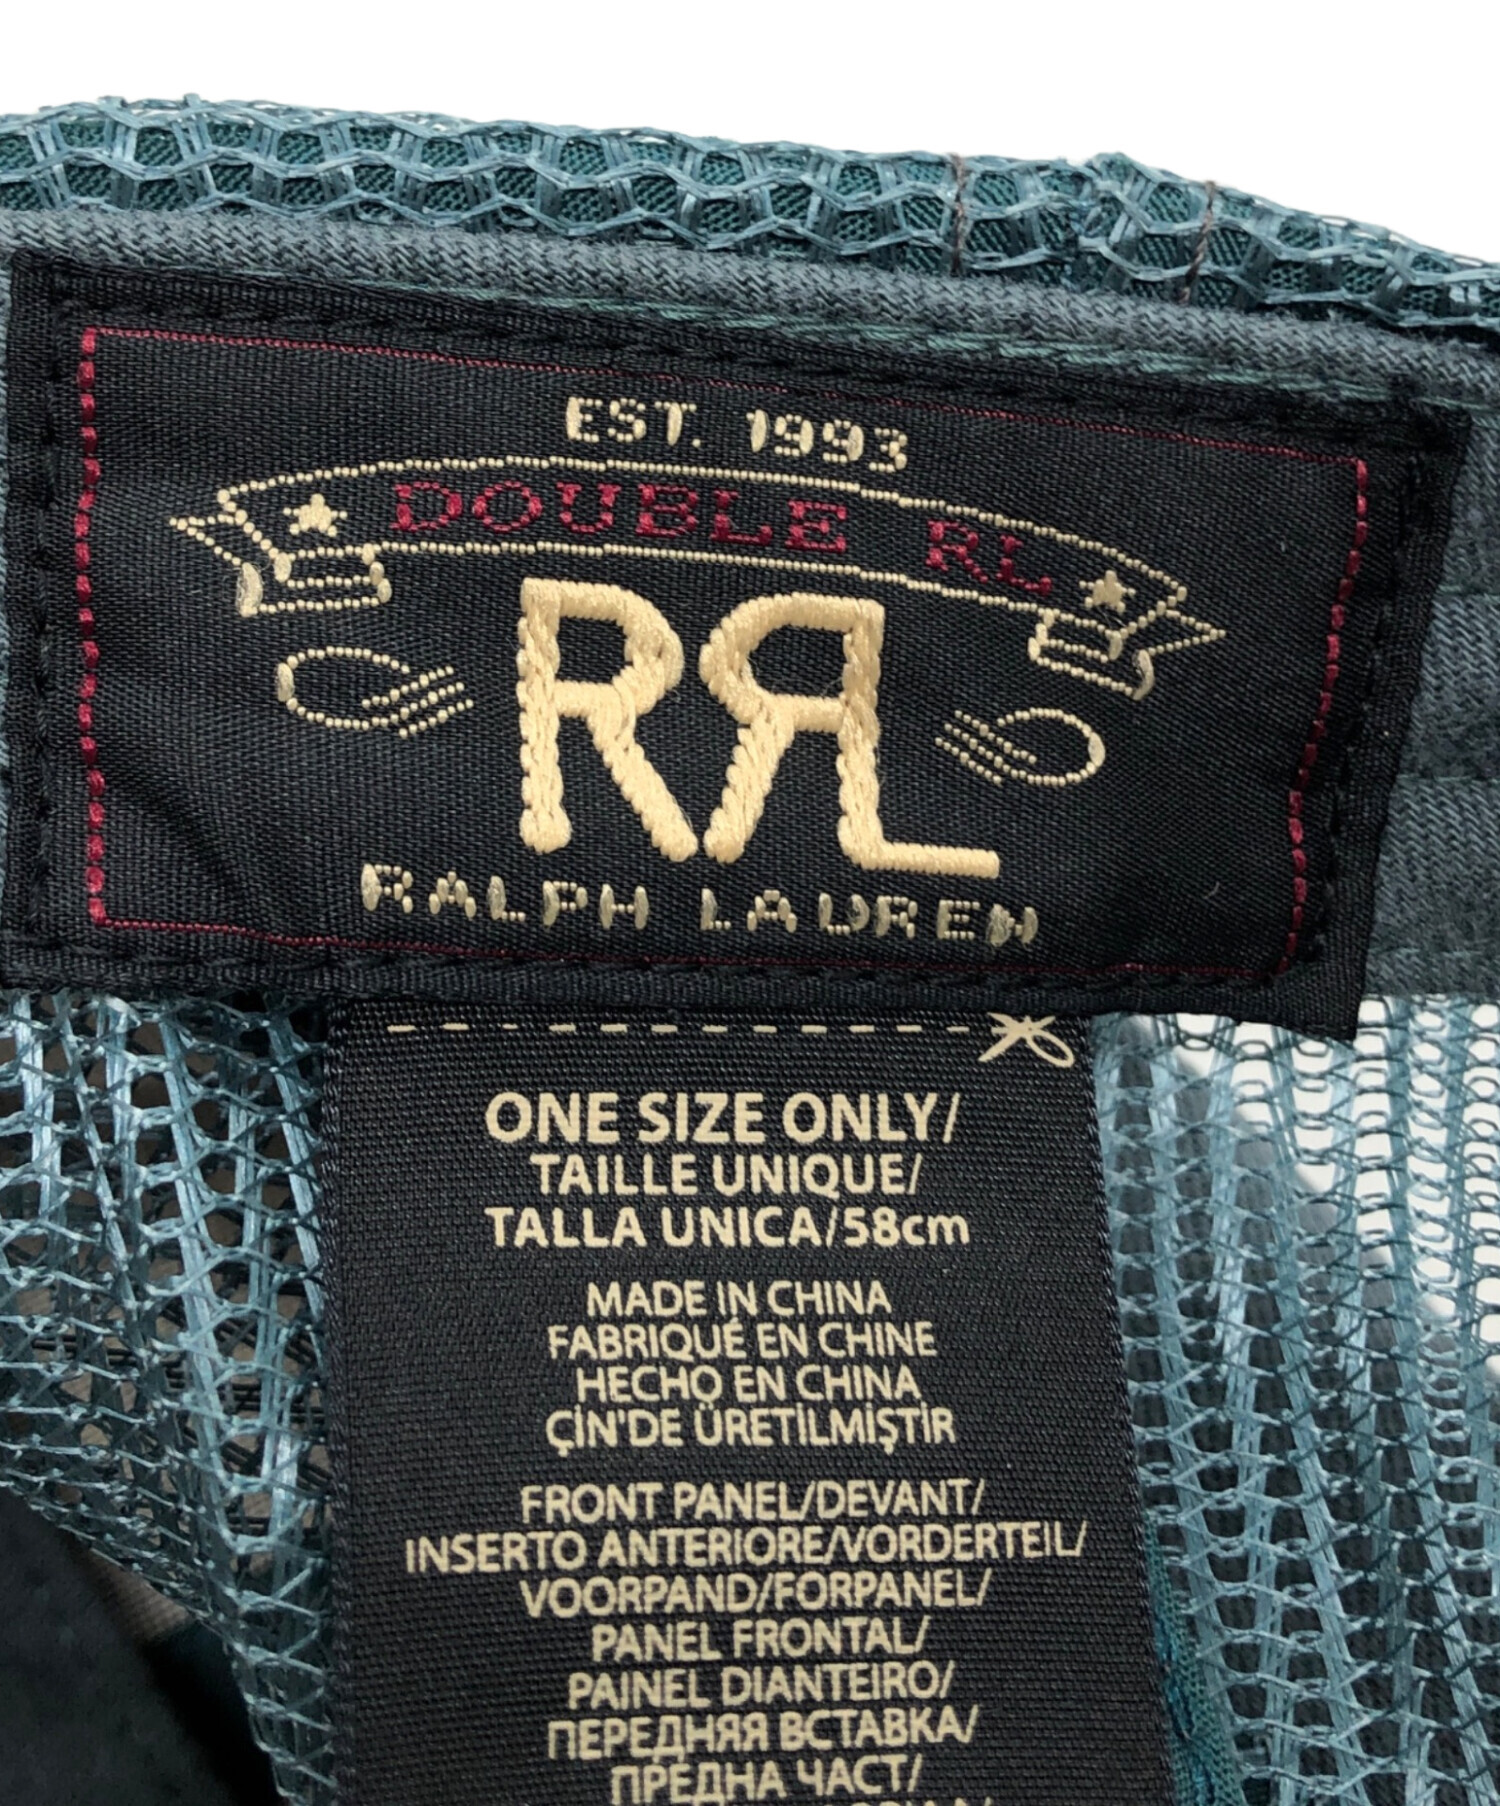 EST. 1993
DOUBLE RL
RRL
RALPH LAUREN
ONE SIZE ONLY/
TAILLE UNIQUE/
TALLA UNICA/58cm
MADE IN CHINA
FABRIQUÉ EN CHINE
HECHO EN CHINA
ÇİN'DE ÜRETİLMİŞTİR
FRONT PANEL/DEVANT/
INSERTO ANTERIORE/VORDERTEIL/
VOORPAND/FORPANEL/
PANEL FRONTAL/
PAINEL DIANTEIRO/
ПЕРЕДНЯЯ ВСТАВКА/
ПРЕДНА ЧАСТ/